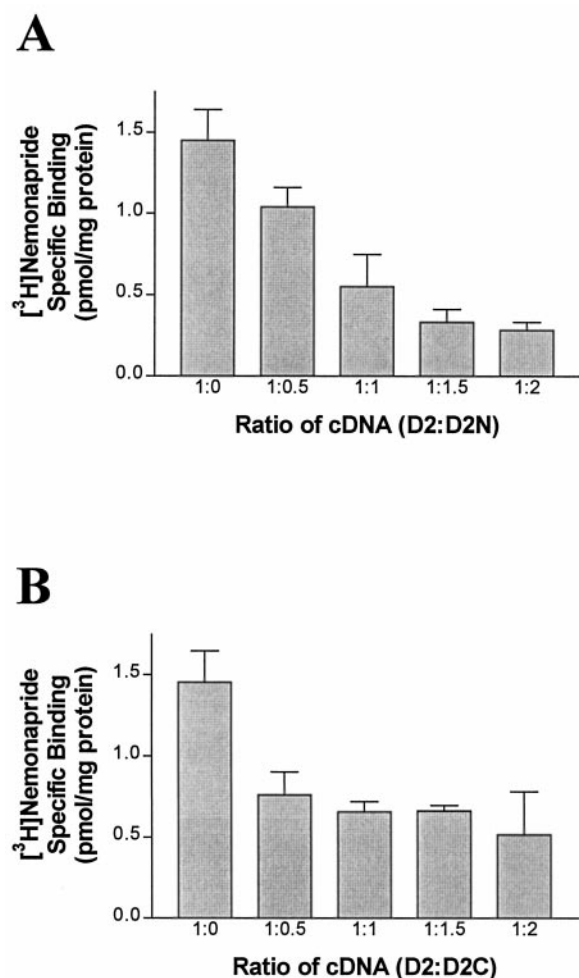 A
[³H]Nemonapride
Specific Binding
(pmol/mg protein)
1.5
1.0
0.5
0.0
1:0 1:0.5 1:1 1:1.5 1:2
Ratio of cDNA (D2:D2N)
B
[³H]Nemonapride
Specific Binding
(pmol/mg protein)
1.5
1.0
0.5
0.0
1:0 1:0.5 1:1 1:1.5 1:2
Ratio of cDNA (D2:D2C)